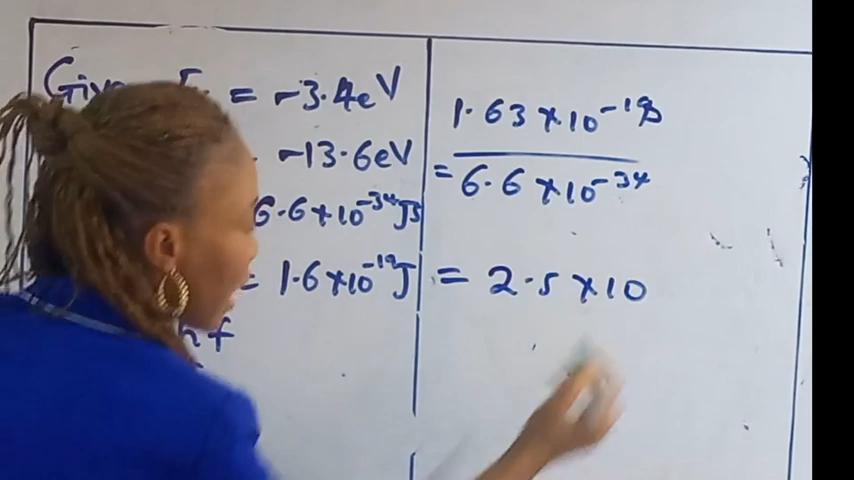 Given = -3.4eV
-13.6eV
6.6×10⁻³⁴Js
= 1.6×10⁻¹⁹J
hf
1.63×10⁻¹⁸
= ―――――
6.6×10⁻³⁴
= 2.5×10